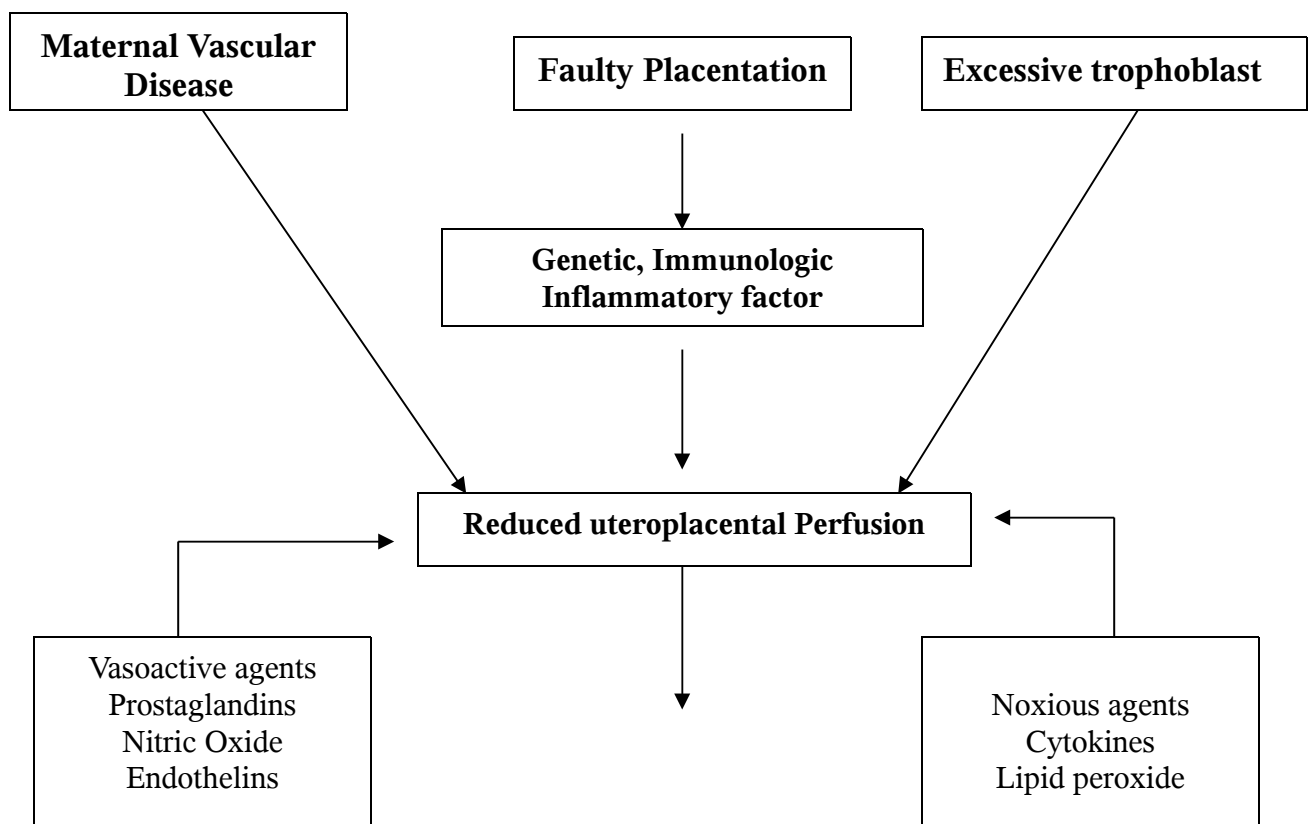 Maternal Vascular
Disease
Faulty Placentation
Excessive trophoblast
Genetic, Immunologic
Inflammatory factor
Reduced uteroplacental Perfusion
Vasoactive agents
Prostaglandins
Nitric Oxide
Endothelins
Noxious agents
Cytokines
Lipid peroxide